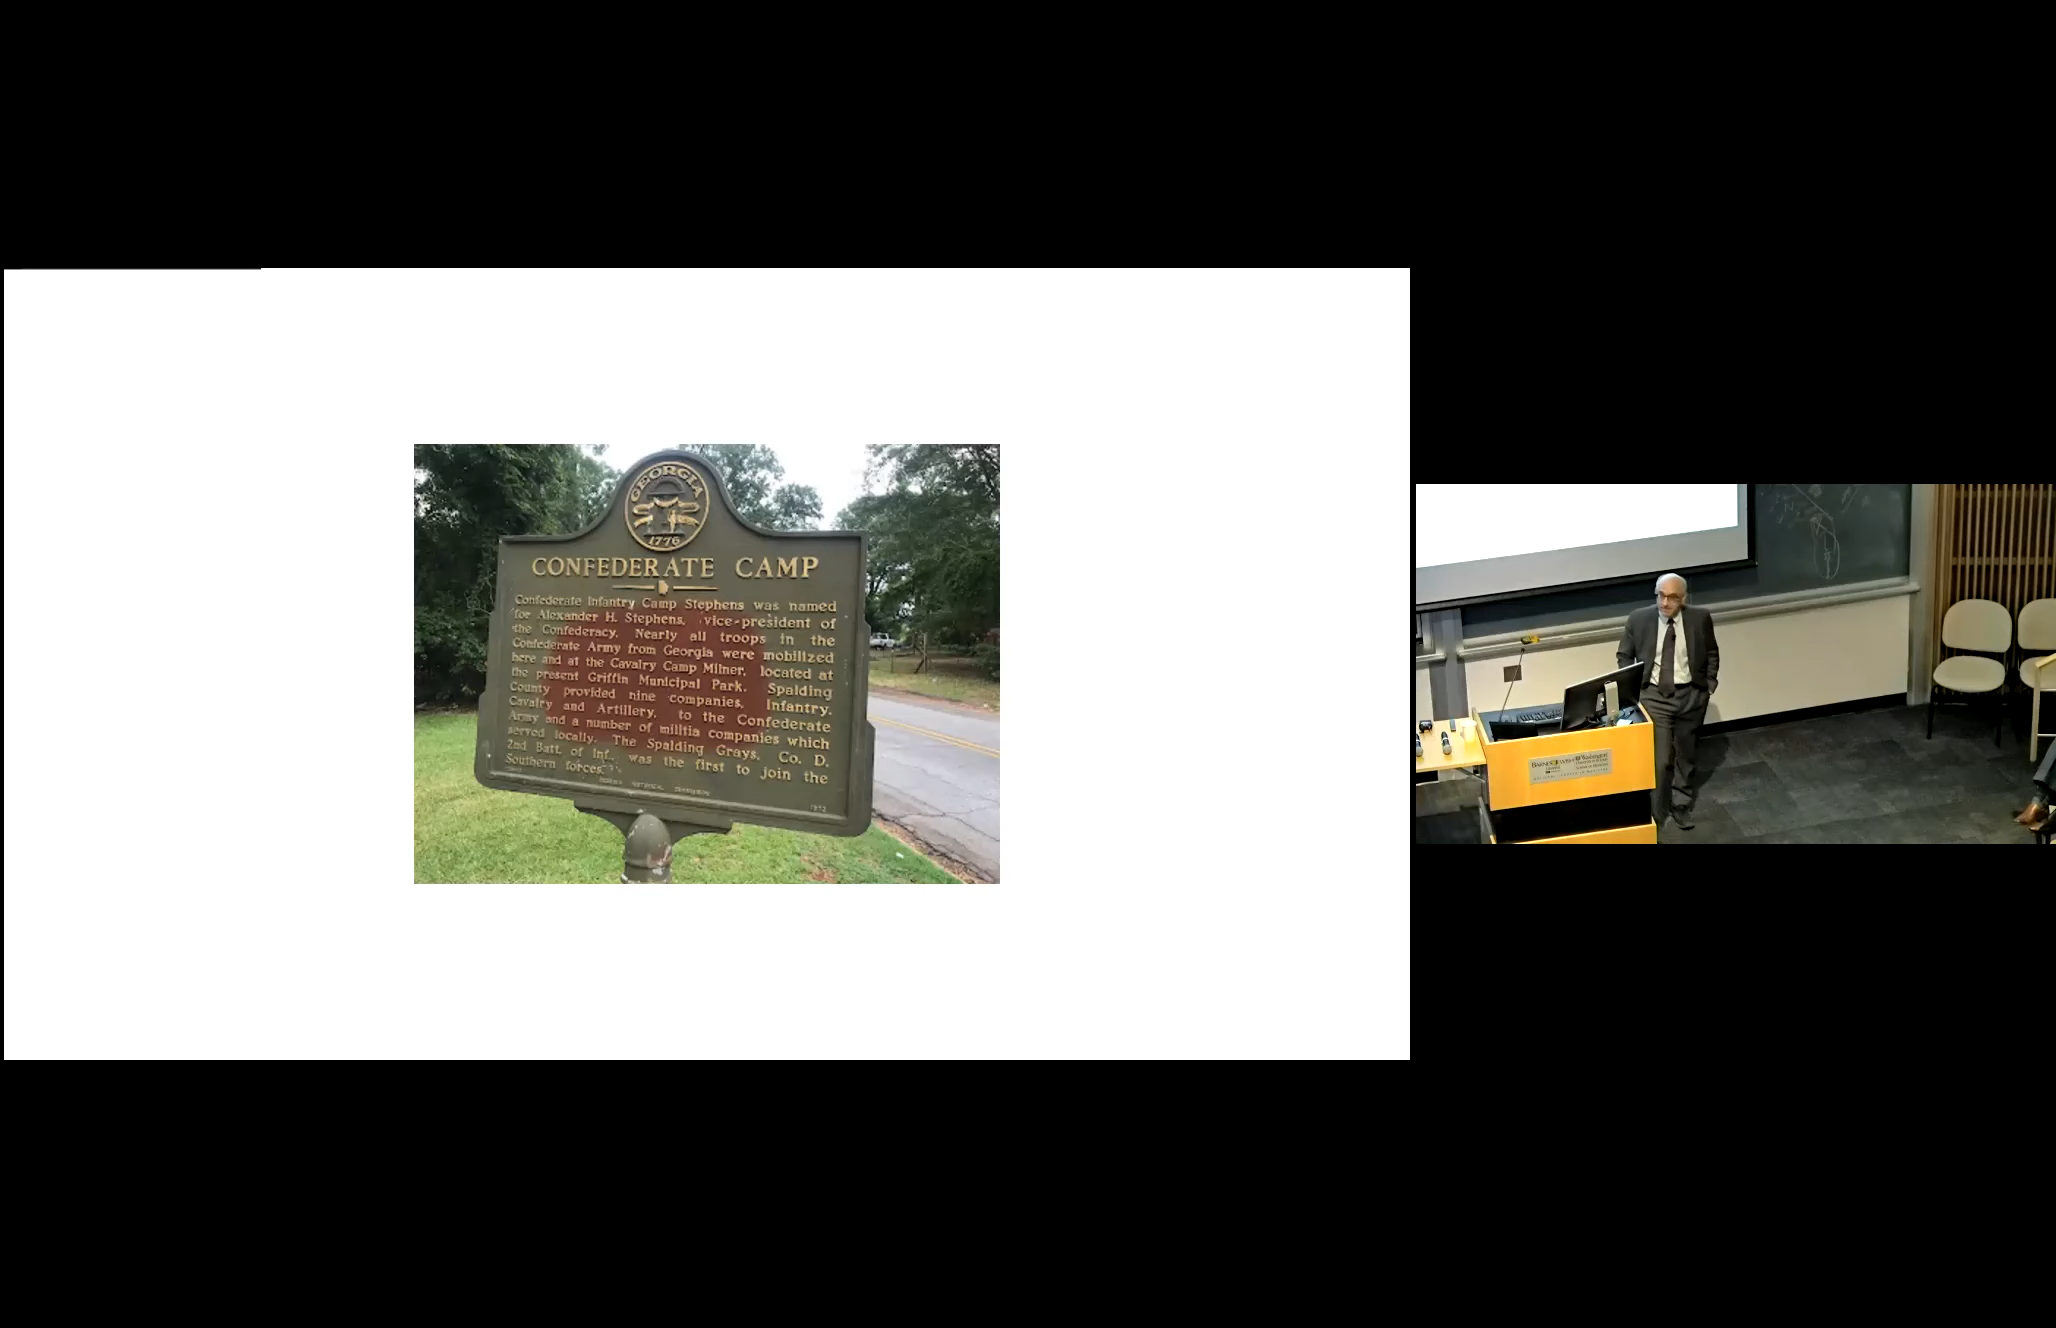 GEORGIA
1776
CONFEDERATE CAMP
Confederate Infantry Camp Stephens was named
for Alexander H. Stephens, vice-president of
the Confederacy. Nearly all troops in the
Confederate Army from Georgia were mobilized
here and at the Cavalry Camp Milner, located at
the present Griffin Municipal Park. Spalding
County provided nine companies, Infantry,
Cavalry and Artillery, to the Confederate
Army and a number of militia companies which
served locally. The Spalding Grays, Co. D.
2nd Batt. of Inf., was the first to join the
Southern forces.
BARNES JEWISH Washington